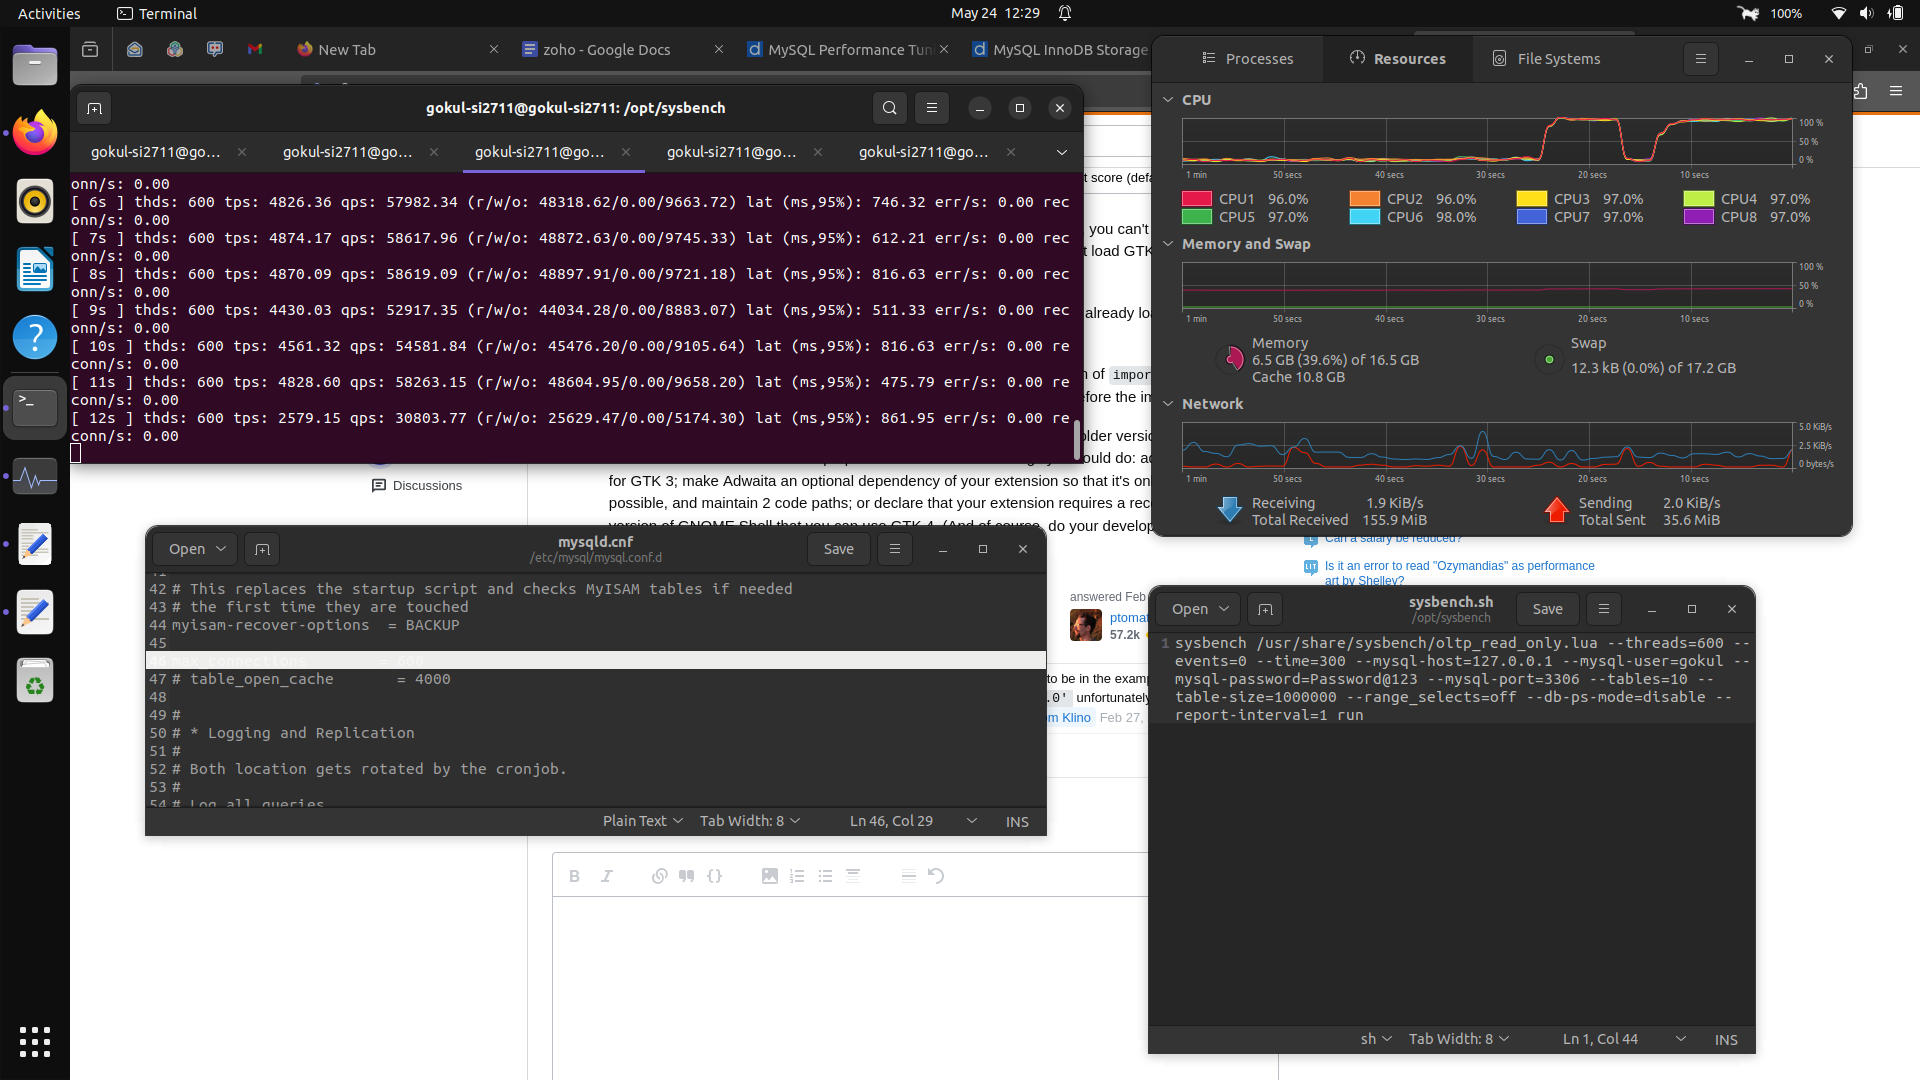 Activities
Terminal
May 24 12:29
100%
New Tab
zoho - Google Docs
MySQL Performance Tuni
MySQL InnoDB Storage
gokul-si2711@gokul-si2711: /opt/sysbench
gokul-si2711@go...
gokul-si2711@go...
gokul-si2711@go...
gokul-si2711@go...
gokul-si2711@go...
onn/s: 0.00
[ 6s ] thds: 600 tps: 4826.36 qps: 57982.34 (r/w/o: 48318.62/0.00/9663.72) lat (ms,95%): 746.32 err/s: 0.00 rec
onn/s: 0.00
[ 7s ] thds: 600 tps: 4874.17 qps: 58617.96 (r/w/o: 48872.63/0.00/9745.33) lat (ms,95%): 612.21 err/s: 0.00 rec
onn/s: 0.00
[ 8s ] thds: 600 tps: 4870.09 qps: 58619.09 (r/w/o: 48897.91/0.00/9721.18) lat (ms,95%): 816.63 err/s: 0.00 rec
onn/s: 0.00
[ 9s ] thds: 600 tps: 4430.03 qps: 52917.35 (r/w/o: 44034.28/0.00/8883.07) lat (ms,95%): 511.33 err/s: 0.00 rec
onn/s: 0.00
[ 10s ] thds: 600 tps: 4561.32 qps: 54581.84 (r/w/o: 45476.20/0.00/9105.64) lat (ms,95%): 816.63 err/s: 0.00 re
conn/s: 0.00
[ 11s ] thds: 600 tps: 4828.60 qps: 58263.15 (r/w/o: 48604.95/0.00/9658.20) lat (ms,95%): 475.79 err/s: 0.00 re
conn/s: 0.00
[ 12s ] thds: 600 tps: 2579.15 qps: 30803.77 (r/w/o: 25629.47/0.00/5174.30) lat (ms,95%): 861.95 err/s: 0.00 re
conn/s: 0.00
Processes
Resources
File Systems
CPU
100 %
50 %
0 %
1 min
50 secs
40 secs
30 secs
20 secs
10 secs
CPU1 96.0%
CPU2 96.0%
CPU3 97.0%
CPU4 97.0%
CPU5 97.0%
CPU6 98.0%
CPU7 97.0%
CPU8 97.0%
Memory and Swap
100 %
50 %
0 %
1 min
50 secs
40 secs
30 secs
20 secs
10 secs
Memory
6.5 GB (39.6%) of 16.5 GB
Cache 10.8 GB
Swap
12.3 kB (0.0%) of 17.2 GB
Network
5.0 KiB/s
2.5 KiB/s
0 bytes/s
1 min
50 secs
40 secs
30 secs
20 secs
10 secs
Receiving 1.9 KiB/s
Total Received 155.9 MiB
Sending 2.0 KiB/s
Total Sent 35.6 MiB
t score (defa
you can't
t load GTK
already loa
n of impor
efore the im
older versio
ould do: ad
Discussions
for GTK 3; make Adwaita an optional dependency of your extension so that it's on
possible, and maintain 2 code paths; or declare that your extension requires a rec
version of GNOME Shell that you can use GTK 4. (And of course, do your develop
Can a salary be reduced?
Is it an error to read "Ozymandias" as performance
art by Shelley?
answered Feb
ptomat
57.2k
to be in the examp
.0' unfortunately
om Klino Feb 27,
Open
mysqld.cnf
/etc/mysql/mysql.conf.d
Save
41
42 # This replaces the startup script and checks MyISAM tables if needed
43 # the first time they are touched
44 myisam-recover-options = BACKUP
45
46 max_connections = 600
47 # table_open_cache = 4000
48
49 #
50 # * Logging and Replication
51 #
52 # Both location gets rotated by the cronjob.
53 #
54 # Log all queries
Plain Text
Tab Width: 8
Ln 46, Col 29
INS
Open
sysbench.sh
/opt/sysbench
Save
1 sysbench /usr/share/sysbench/oltp_read_only.lua --threads=600 --
events=0 --time=300 --mysql-host=127.0.0.1 --mysql-user=gokul --
mysql-password=Password@123 --mysql-port=3306 --tables=10 --
table-size=1000000 --range_selects=off --db-ps-mode=disable --
report-interval=1 run
sh
Tab Width: 8
Ln 1, Col 44
INS